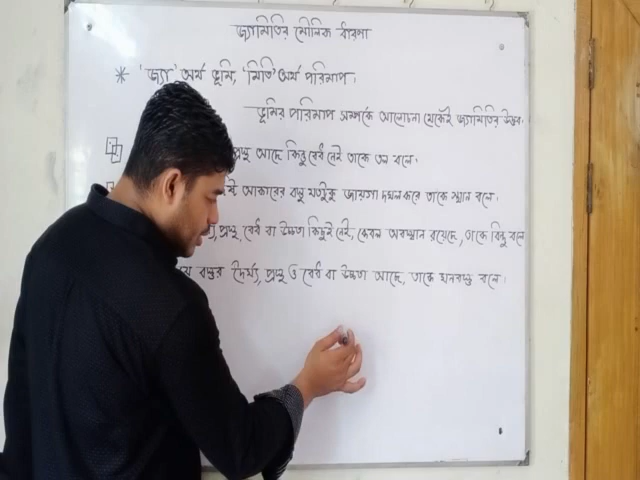 জ্যামিতির মৌলিক ধারণা
* 'জ্যা' অর্থ ভূমি, 'মিতি' অর্থ পরিমাপ।
ভূমির পরিমাপ সম্পর্কে আলোচনা থেকেই জ্যামিতির উদ্ভব।
প্রস্থ আছে কিন্তু বেধ নেই তাকে তল বলে।
আকারের বস্তু যতটুকু জায়গা দখল করে তাকে স্থান বলে।
প্রস্থ, বেধ বা উচ্চতা কিছুই নেই, কেবল অবস্থান রয়েছে, তাকে বিন্দু বলে
বস্তুর দৈর্ঘ্য, প্রস্থ ও বেধ বা উচ্চতা আছে, তাকে ঘনবস্তু বলে।